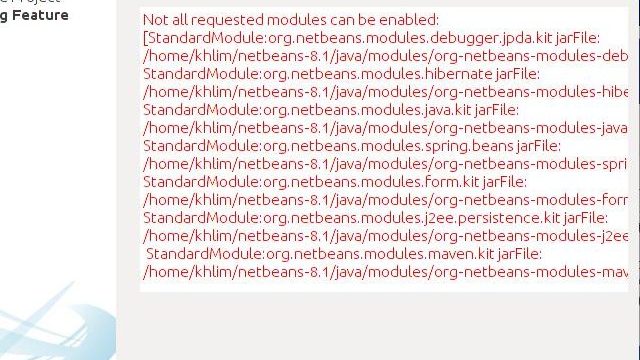 g Feature
Not all requested modules can be enabled:
[StandardModule:org.netbeans.modules.debugger.jpda.kit jarFile:
/home/khlim/netbeans-8.1/java/modules/org-netbeans-modules-deb
StandardModule:org.netbeans.modules.hibernate jarFile:
/home/khlim/netbeans-8.1/java/modules/org-netbeans-modules-hibe
StandardModule:org.netbeans.modules.java.kit jarFile:
/home/khlim/netbeans-8.1/java/modules/org-netbeans-modules-java
StandardModule:org.netbeans.modules.spring.beans jarFile:
/home/khlim/netbeans-8.1/java/modules/org-netbeans-modules-spri
StandardModule:org.netbeans.modules.form.kit jarFile:
/home/khlim/netbeans-8.1/java/modules/org-netbeans-modules-form
StandardModule:org.netbeans.modules.j2ee.persistence.kit jarFile:
/home/khlim/netbeans-8.1/java/modules/org-netbeans-modules-j2ee
StandardModule:org.netbeans.modules.maven.kit jarFile:
/home/khlim/netbeans-8.1/java/modules/org-netbeans-modules-mav